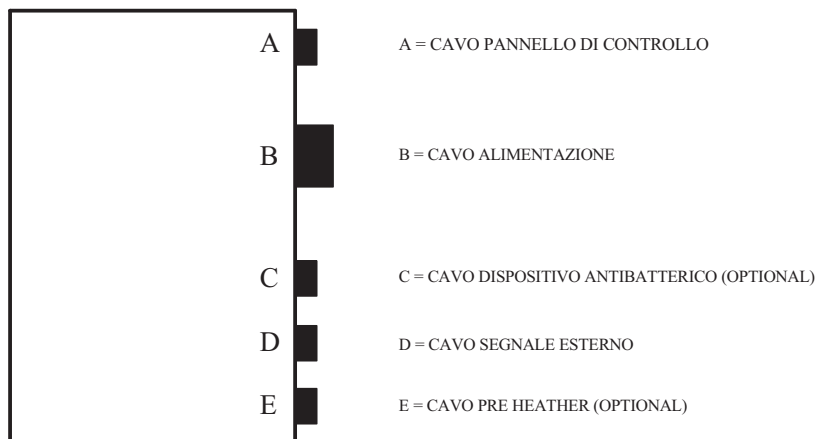 A
A = CAVO PANNELLO DI CONTROLLO
B
B = CAVO ALIMENTAZIONE
C
C = CAVO DISPOSITIVO ANTIBATTERICO (OPTIONAL)
D
D = CAVO SEGNALE ESTERNO
E
E = CAVO PRE HEATHER (OPTIONAL)